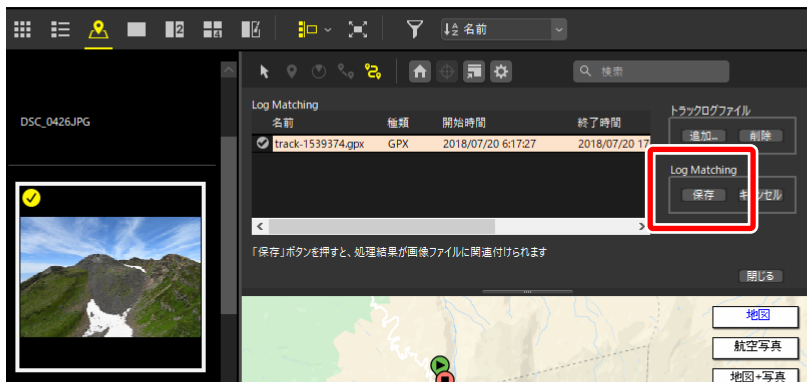 2
4
名前
検索
DSC_0426.JPG
Log Matching
名前 種類 開始時間 終了時間
track-1539374.gpx GPX 2018/07/20 6:17:27 2018/07/20 17
トラックログファイル
追加... 削除
Log Matching
保存 キャンセル
「保存」ボタンを押すと、処理結果が画像ファイルに関連付けられます
閉じる
地図
航空写真
地図+写真